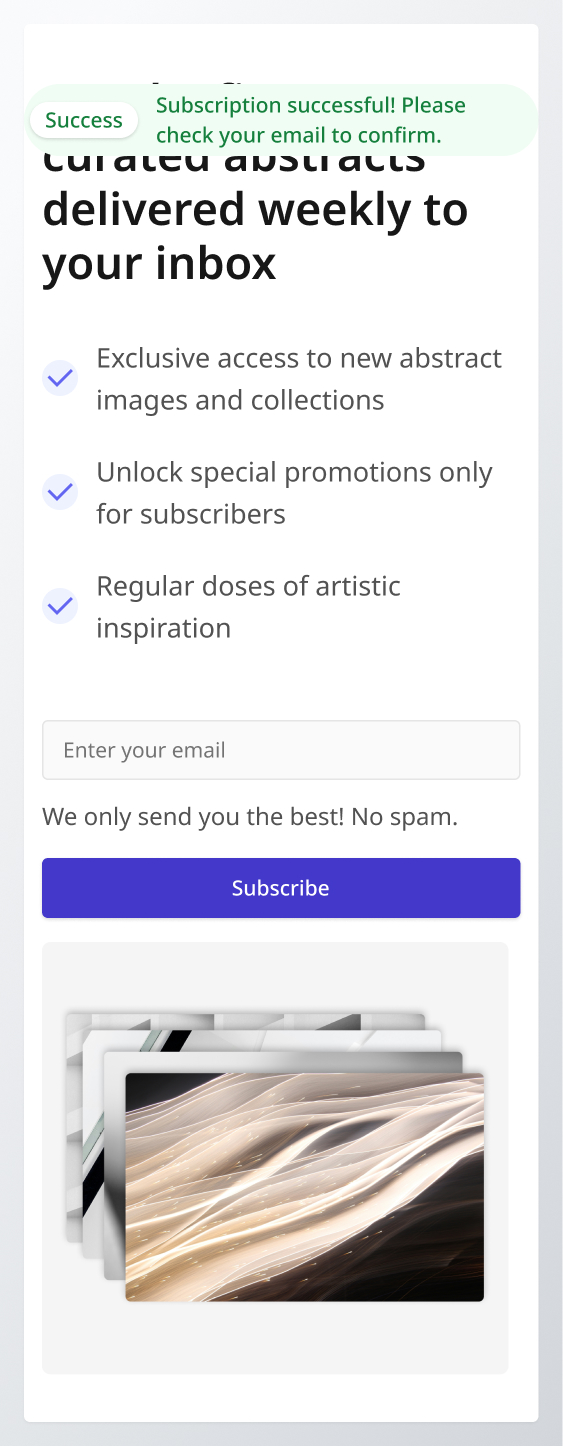 Success
Subscription successful! Please
check your email to confirm.
curated abstracts
delivered weekly to
your inbox
Exclusive access to new abstract
images and collections
Unlock special promotions only
for subscribers
Regular doses of artistic
inspiration
Enter your email
We only send you the best! No spam.
Subscribe